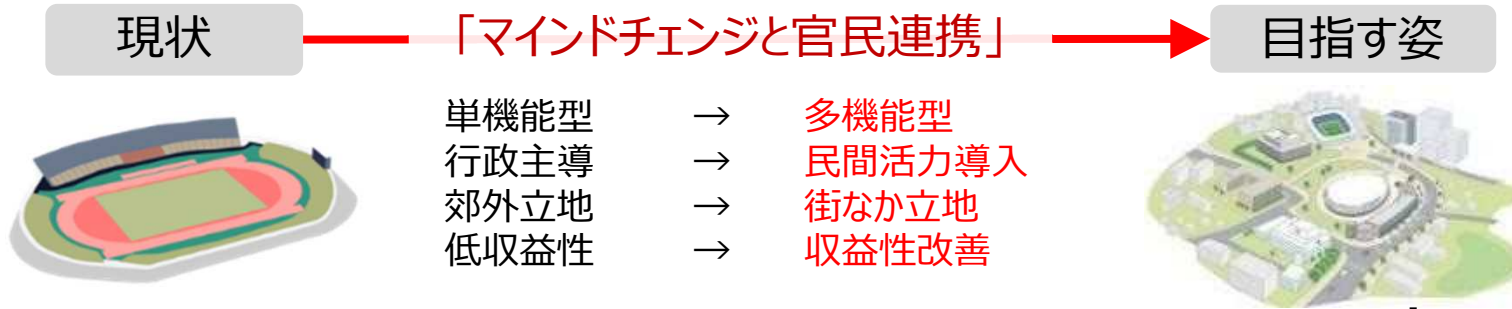 現状 「マインドチェンジと官民連携」 目指す姿
単機能型 → 多機能型
行政主導 → 民間活力導入
郊外立地 → 街なか立地
低収益性 → 収益性改善